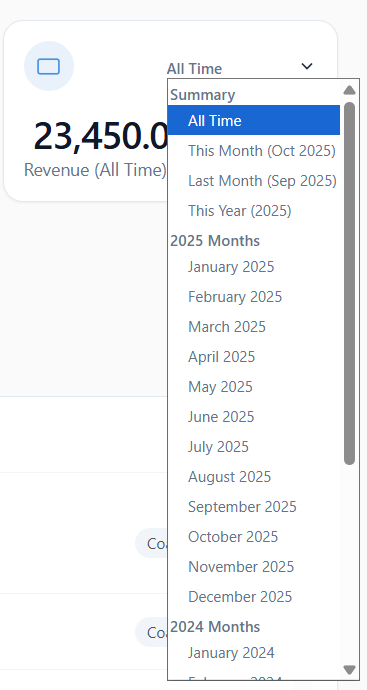 All Time
23,450.0
Revenue (All Time)
Summary
All Time
This Month (Oct 2025)
Last Month (Sep 2025)
This Year (2025)
2025 Months
January 2025
February 2025
March 2025
April 2025
May 2025
June 2025
July 2025
August 2025
September 2025
October 2025
November 2025
December 2025
2024 Months
January 2024
February 2024
Coa
Coa